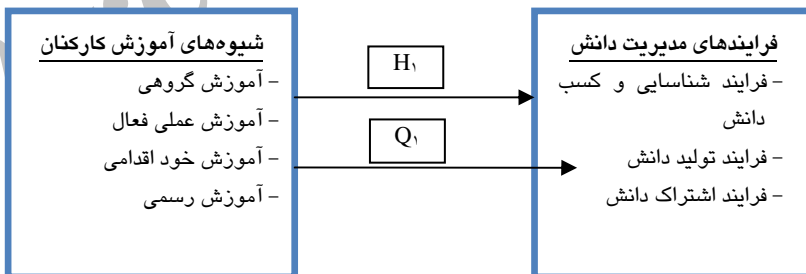 فرایندهای مدیریت دانش
- فرایند شناسایی و کسب
دانش
- فرایند تولید دانش
- فرایند اشتراک دانش
H۱
Q۱
شیوه‌های آموزش کارکنان
- آموزش گروهی
- آموزش عملی فعال
- آموزش خود اقدامی
- آموزش رسمی